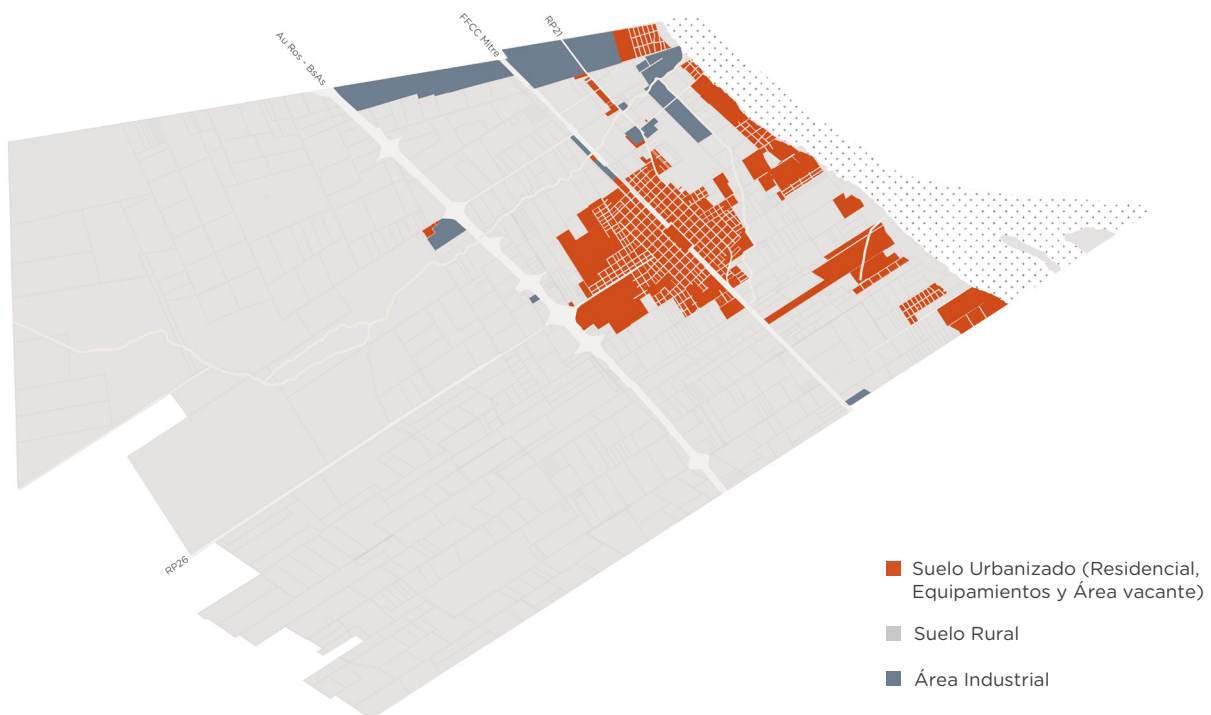 Au Ros - BsAs
FFCC Mitre
RP21
RP26
Suelo Urbanizado (Residencial,
Equipamientos y Área vacante)
Suelo Rural
Área Industrial